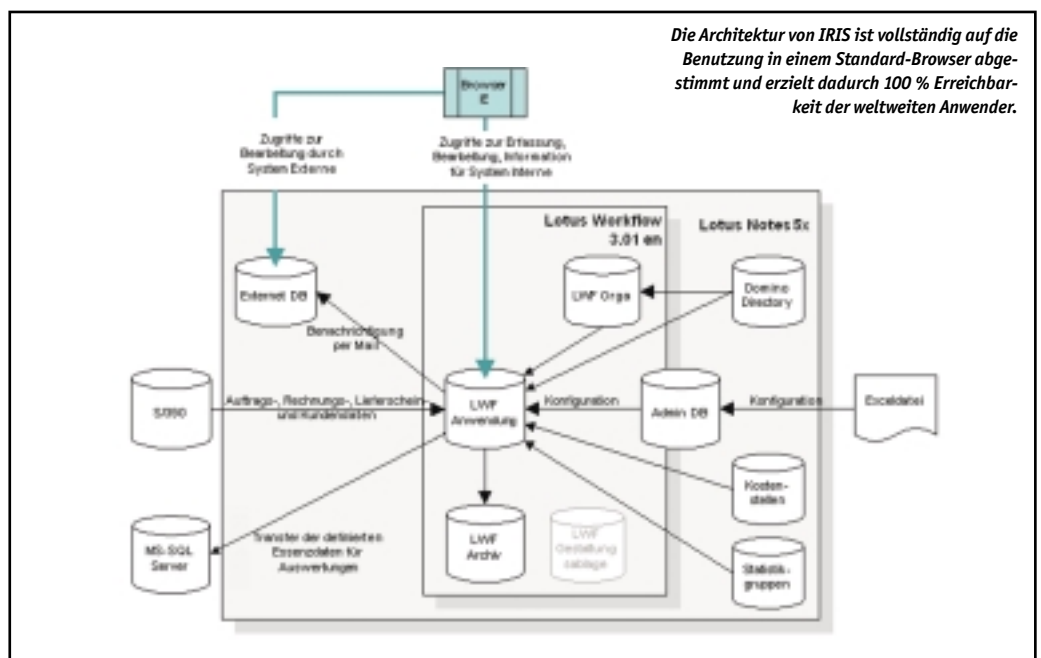 Die Architektur von IRIS ist vollständig auf die
Benutzung in einem Standard-Browser abge-
stimmt und erzielt dadurch 100 % Erreichbar-
keit der weltweiten Anwender.
Browser
E
Zugriffe zur
Bearbeitung durch
System Externe
Zugriffe zur Erfassung,
Bearbeitung, Information
für System Interne
Lotus Workflow
3.01 en
Lotus Notes 5x
Externet DB
LWF Orga
Domino
Directory
Benachrichtigung
per Mail
S/390
Auftrags-, Rechnungs-, Lieferschein-
und Kundendaten
LWF
Anwendung
Konfiguration
Admin DB
Konfiguration
Exceldatei
Kosten-
stellen
MS-SQL
Server
Transfer der definierten
Essenzdaten für
Auswertungen
LWF
Archiv
LWF
Gestaltung
sablage
Statistik-
gruppen